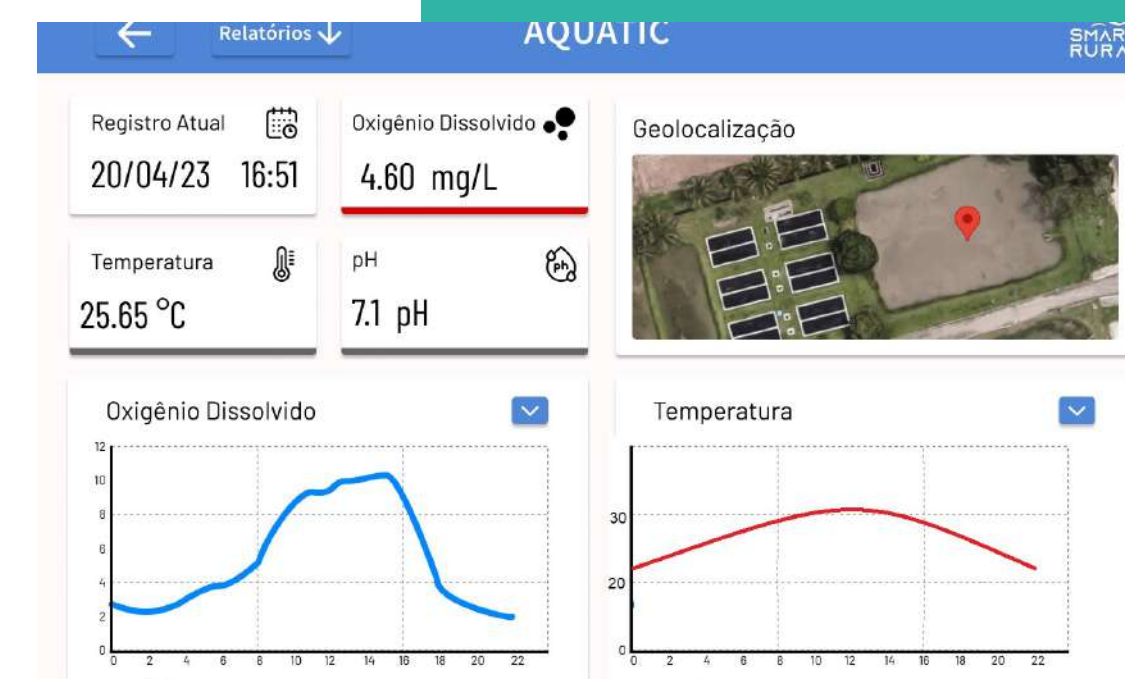 Relatórios
AQUATIC
Registro Atual
20/04/23 16:51
Oxigênio Dissolvido
4.60 mg/L
Geolocalização
Temperatura
25.65 °C
pH
ph
7.1 pH
Oxigênio Dissolvido
12
10
8
6
4
2
0
0 2 4 6 8 10 12 14 16 18 20 22
Temperatura
30
20
0
0 2 4 6 8 10 12 14 16 18 20 22